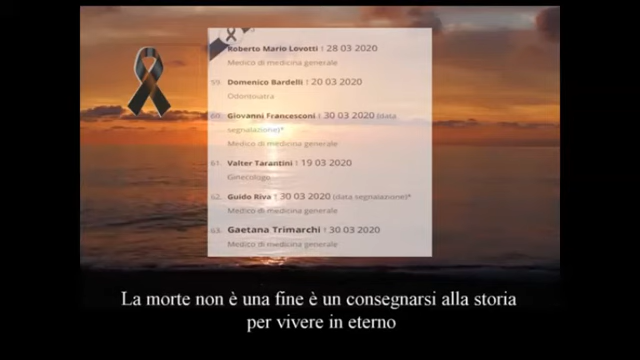 Roberto Mario Lovotti † 28 03 2020
Medico di medicina generale
59. Domenico Bardelli † 20 03 2020
Odontoiatra
60. Giovanni Francesconi † 30 03 2020 (data
segnalazione)*
Medico di medicina generale
61. Valter Tarantini † 19 03 2020
Ginecologo
62. Guido Riva † 30 03 2020 (data segnalazione)*
Medico di medicina generale
63. Gaetana Trimarchi † 30 03 2020
Medico di medicina generale
La morte non è una fine è un consegnarsi alla storia
per vivere in eterno